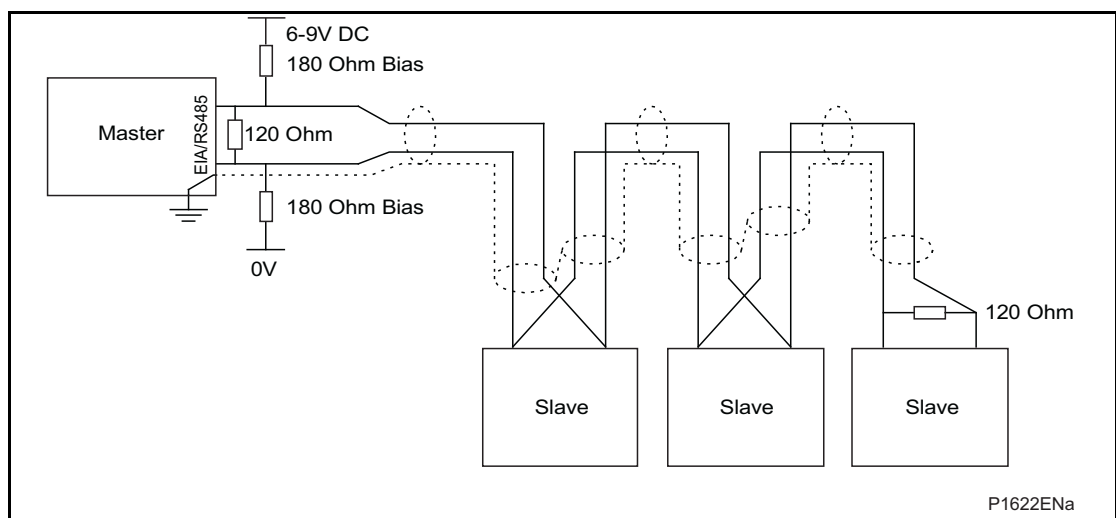 6-9V DC
180 Ohm Bias
Master
EIA/RS485
120 Ohm
180 Ohm Bias
0V
120 Ohm
Slave
Slave
Slave
P1622ENa